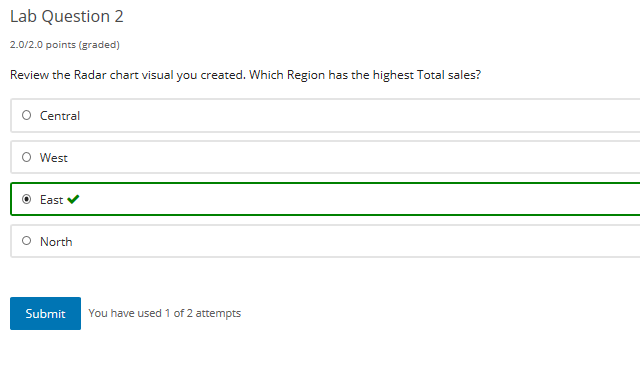 Lab Question 2
2.0/2.0 points (graded)
Review the Radar chart visual you created. Which Region has the highest Total sales?
Central
West
East
North
Submit You have used 1 of 2 attempts